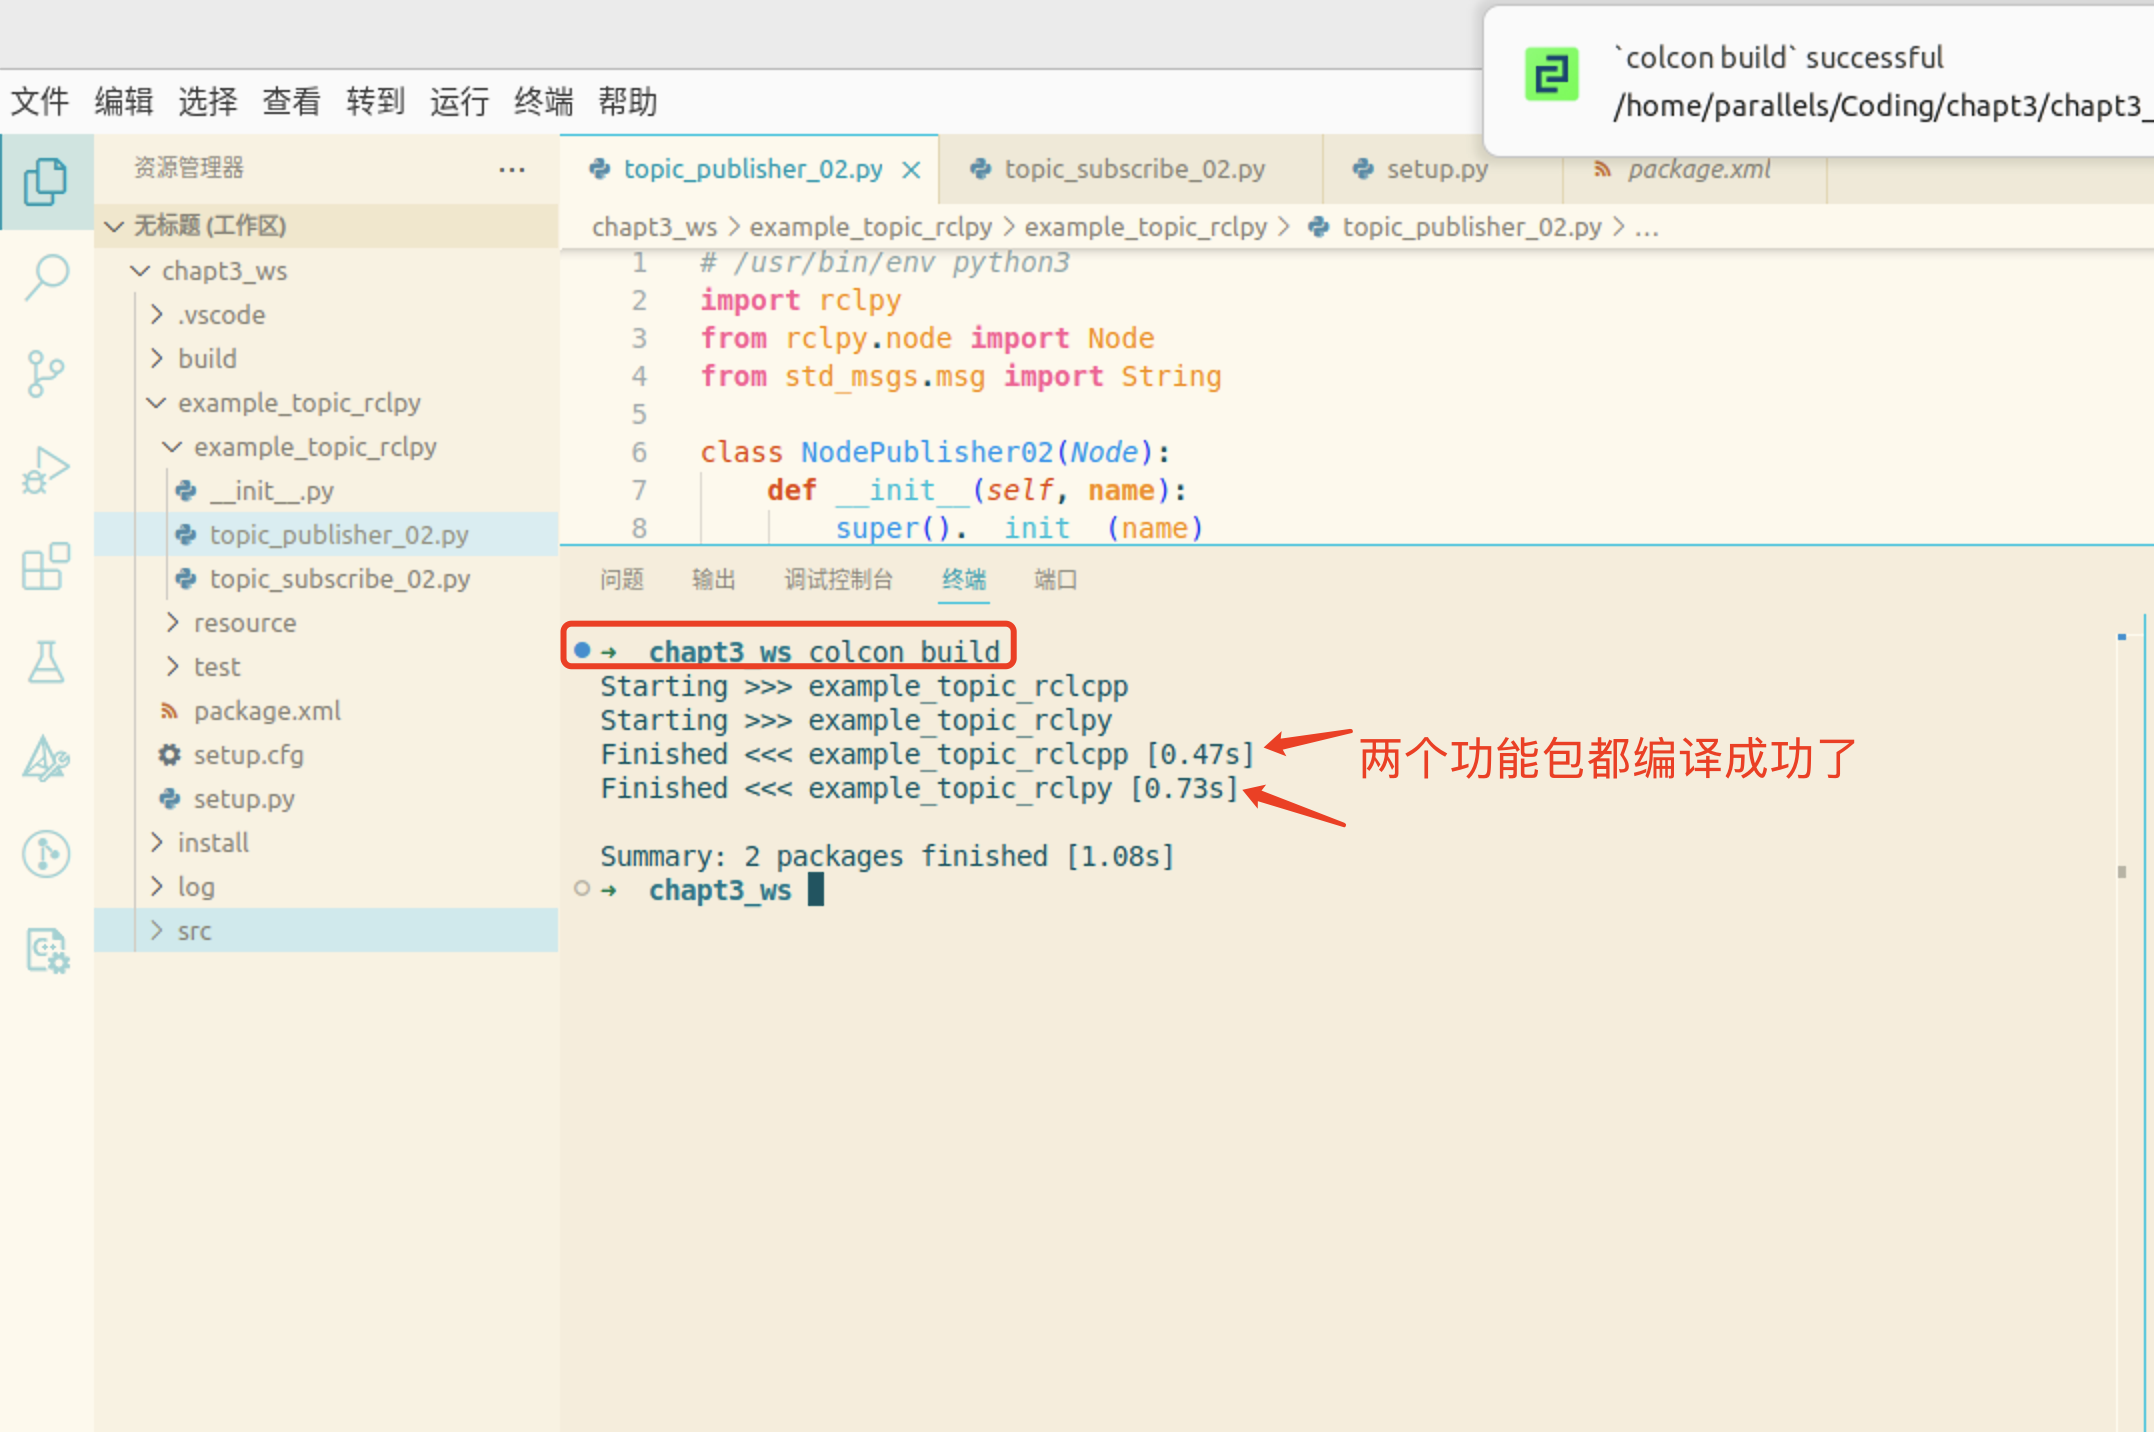 `colcon build` successful
/home/parallels/Coding/chapt3/chapt3_
文件 编辑 选择 查看 转到 运行 终端 帮助
资源管理器 ...
topic_publisher_02.py topic_subscribe_02.py setup.py package.xml
无标题 (工作区)
chapt3_ws > example_topic_rclpy > example_topic_rclpy > topic_publisher_02.py > ...
chapt3_ws
.vscode
build
example_topic_rclpy
example_topic_rclpy
__init__.py
topic_publisher_02.py
topic_subscribe_02.py
resource
test
package.xml
setup.cfg
setup.py
install
log
src
1 # /usr/bin/env python3
2 import rclpy
3 from rclpy.node import Node
4 from std_msgs.msg import String
5
6 class NodePublisher02(Node):
7 def __init__(self, name):
8 super().__init__(name)
问题 输出 调试控制台 终端 端口
➜ chapt3_ws colcon build
Starting >>> example_topic_rclcpp
Starting >>> example_topic_rclpy
Finished <<< example_topic_rclcpp [0.47s]
Finished <<< example_topic_rclpy [0.73s]
两个功能包都编译成功了
Summary: 2 packages finished [1.08s]
➜ chapt3_ws